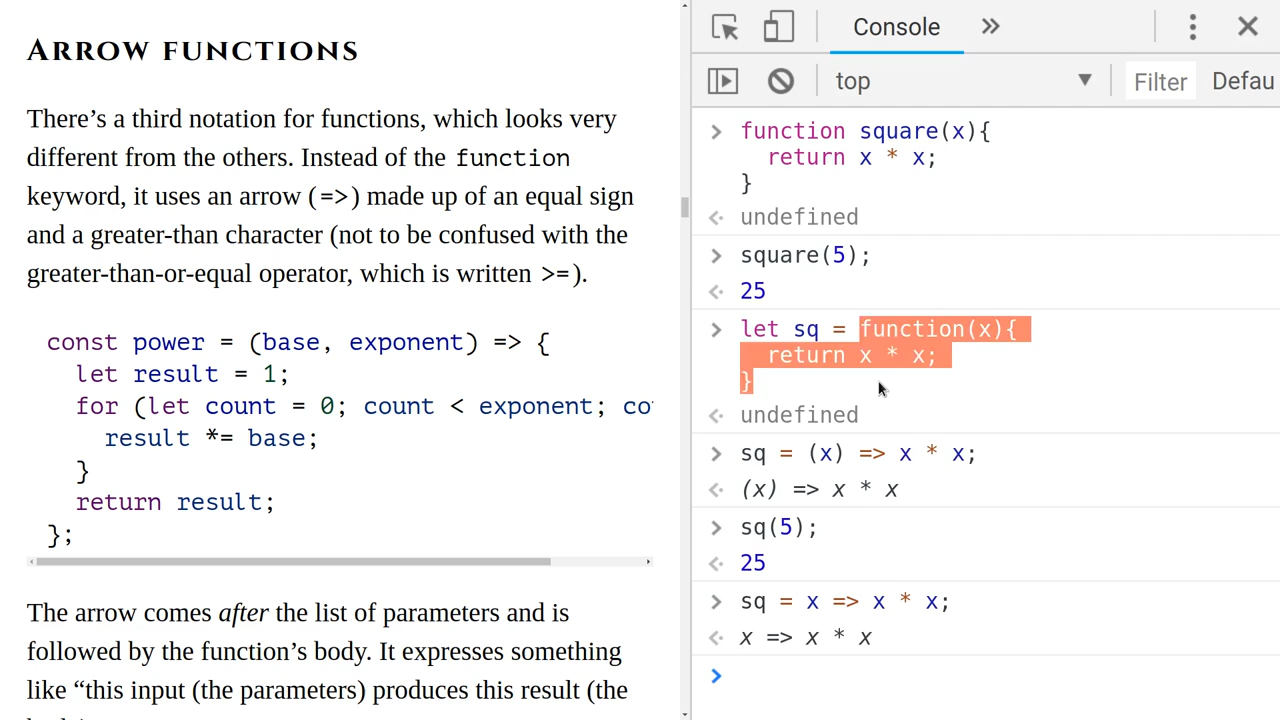 ARROW FUNCTIONS
There’s a third notation for functions, which looks very
different from the others. Instead of the function
keyword, it uses an arrow (=>) made up of an equal sign
and a greater-than character (not to be confused with the
greater-than-or-equal operator, which is written >=).
const power = (base, exponent) => {
let result = 1;
for (let count = 0; count < exponent; co
result *= base;
}
return result;
};
The arrow comes after the list of parameters and is
followed by the function’s body. It expresses something
like “this input (the parameters) produces this result (the
Console »
top Filter Defau
> function square(x){
return x * x;
}
undefined
> square(5);
25
> let sq = function(x){
return x * x;
}
undefined
> sq = (x) => x * x;
(x) => x * x
> sq(5);
25
> sq = x => x * x;
x => x * x
>